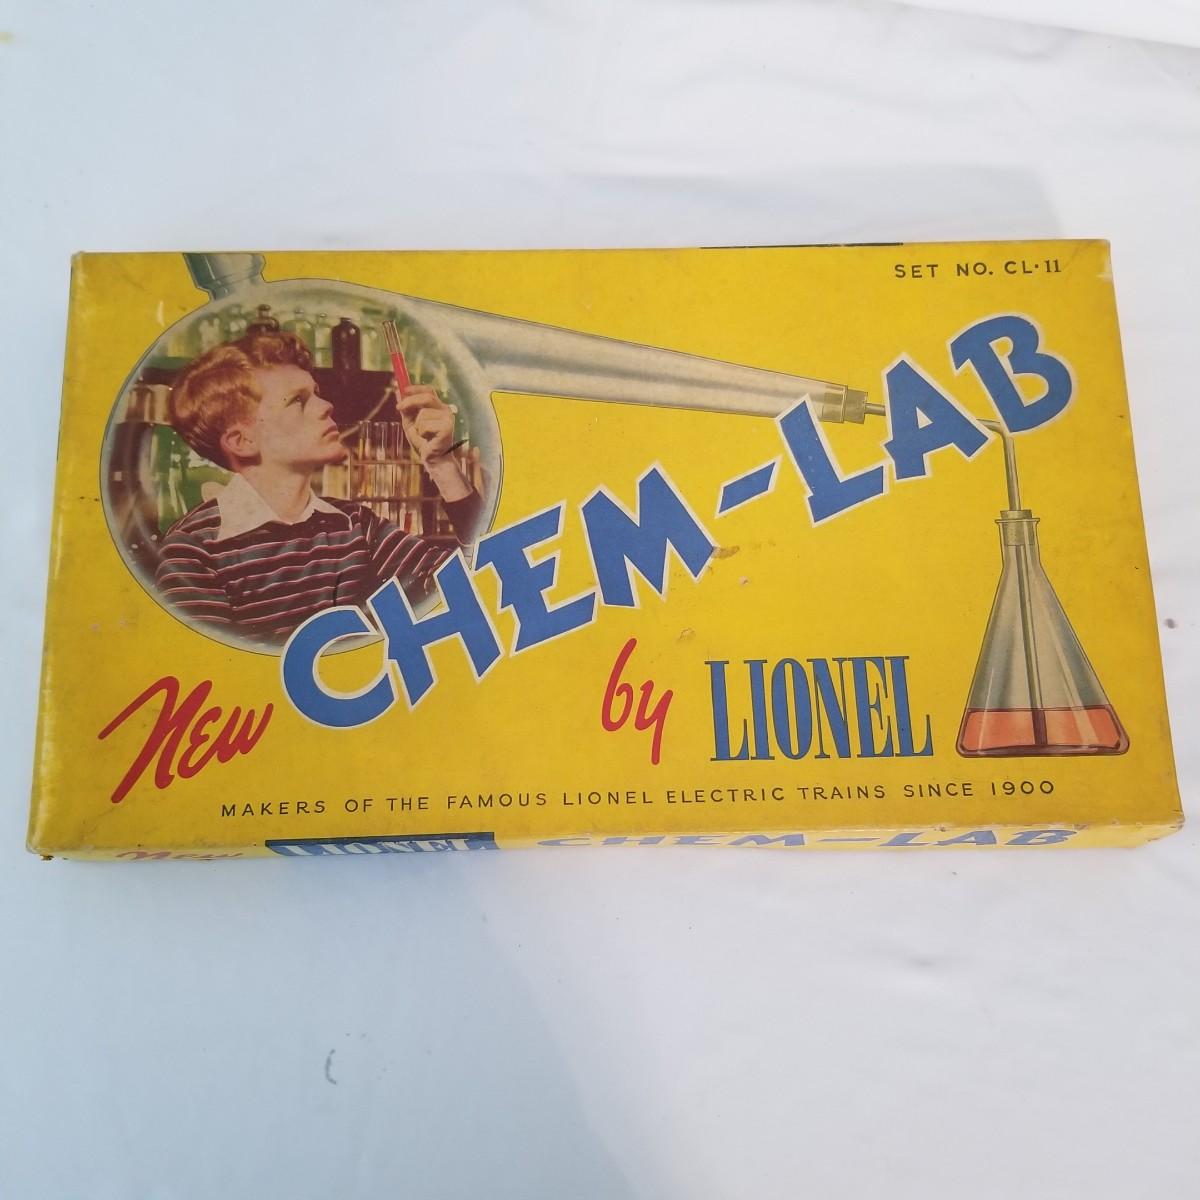 SET NO. CL-11
New CHEM-LAB
by LIONEL
MAKERS OF THE FAMOUS LIONEL ELECTRIC TRAINS SINCE 1900
New LIONEL CHEM-LAB